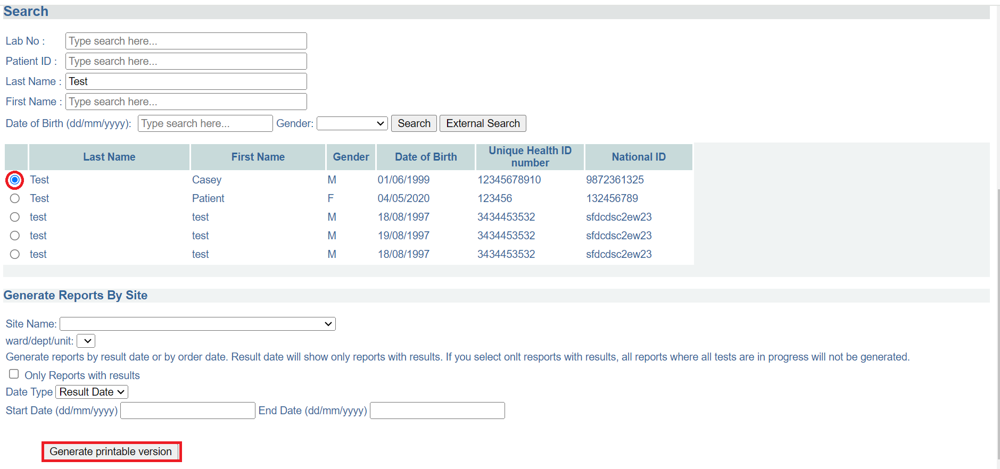 Search
Lab No : Type search here...
Patient ID : Type search here...
Last Name : Test
First Name : Type search here...
Date of Birth (dd/mm/yyyy): Type search here... Gender: Search External Search
Last Name First Name Gender Date of Birth Unique Health ID number National ID
Test Casey M 01/06/1999 12345678910 9872361325
Test Patient F 04/05/2020 123456 132456789
test test M 18/08/1997 3434453532 sfdcdsc2ew23
test test M 19/08/1997 3434453532 sfdcdsc2ew23
test test M 18/08/1997 3434453532 sfdcdsc2ew23
Generate Reports By Site
Site Name:
ward/dept/unit:
Generate reports by result date or by order date. Result date will show only reports with results. If you select onlt resports with results, all reports where all tests are in progress will not be generated.
Only Reports with results
Date Type Result Date
Start Date (dd/mm/yyyy) End Date (dd/mm/yyyy)
Generate printable version